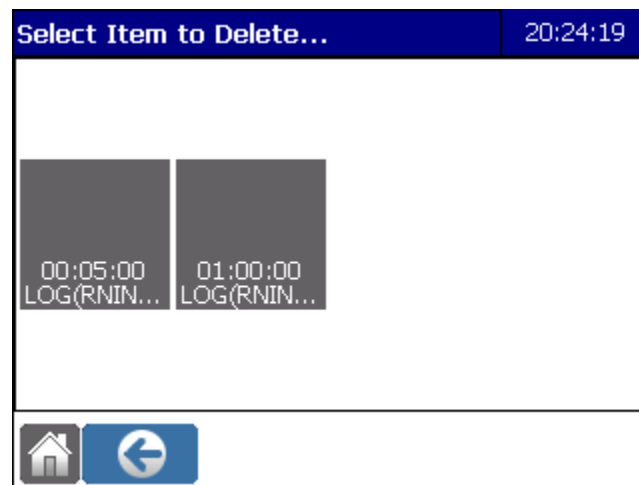 Select Item to Delete...
20:24:19
00:05:00
LOG(RNIN...
01:00:00
LOG(RNIN...